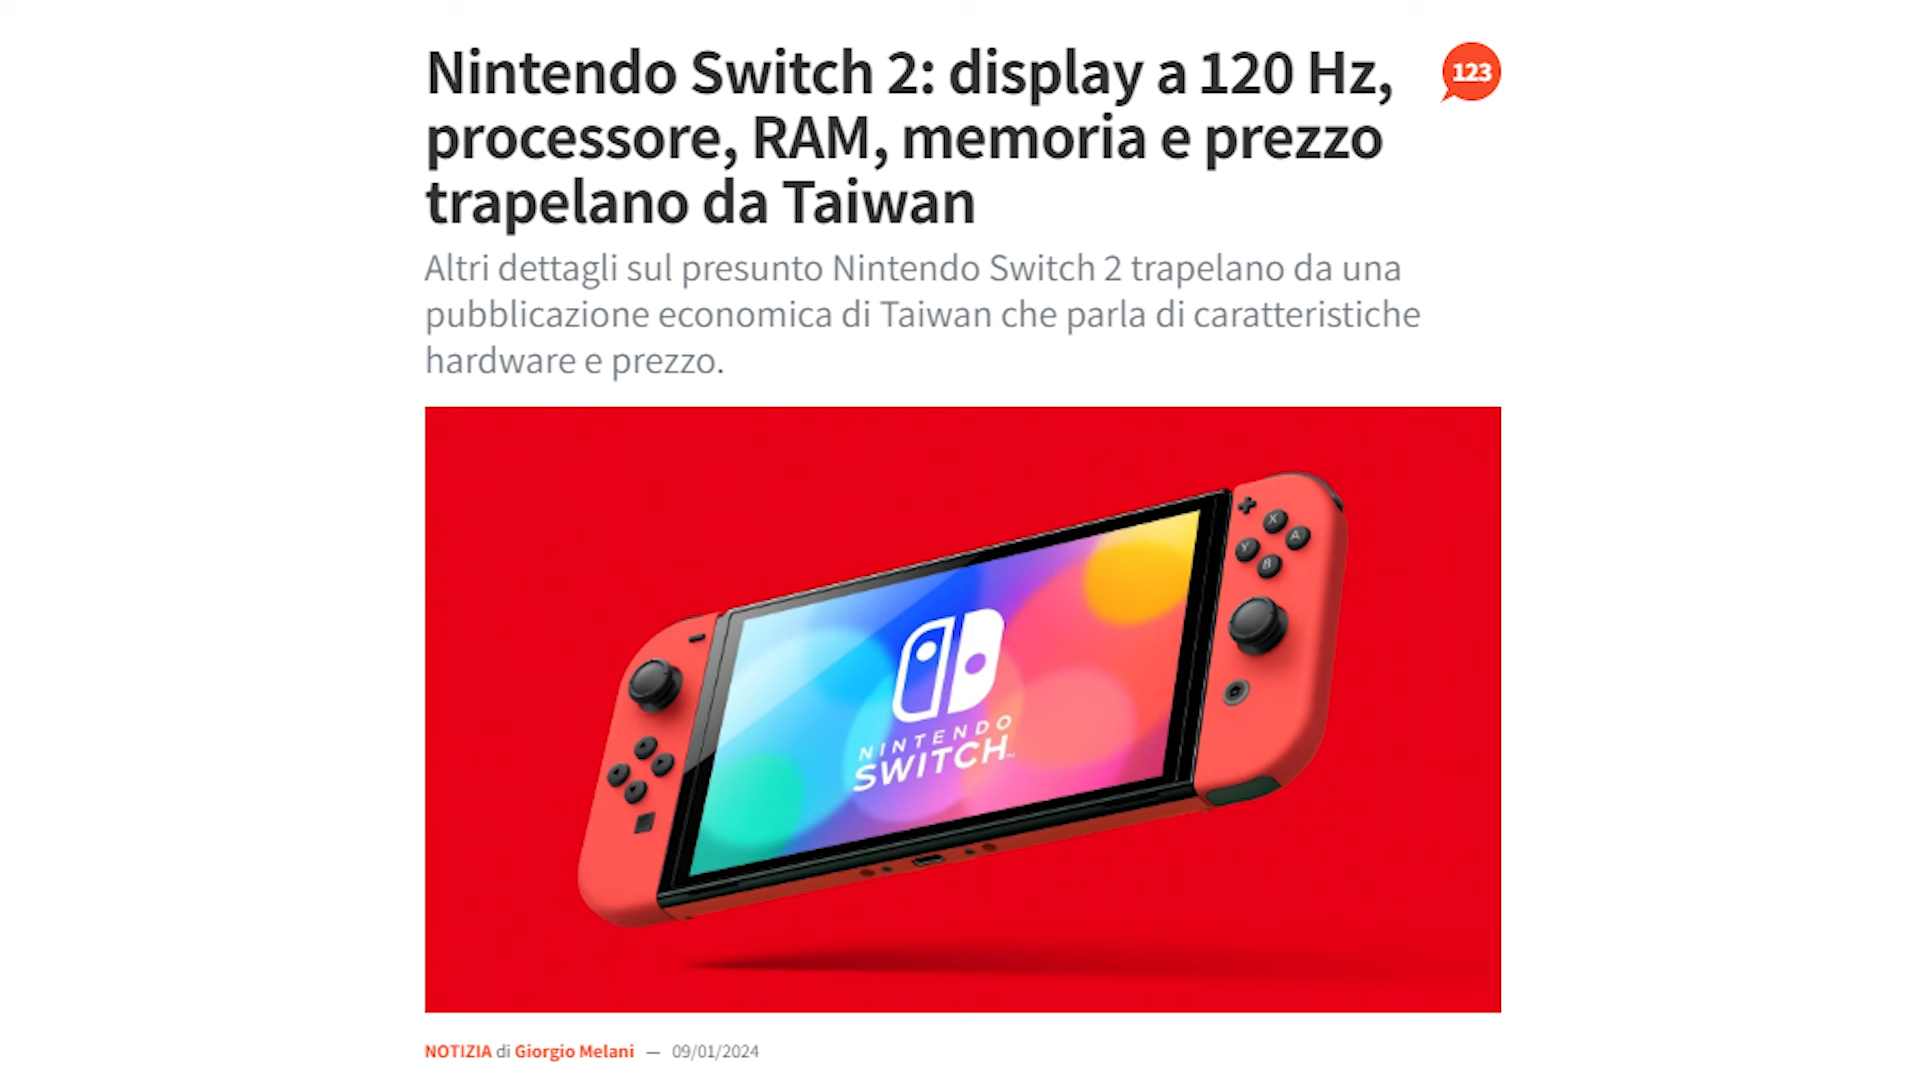 Nintendo Switch 2: display a 120 Hz,
processore, RAM, memoria e prezzo
trapelano da Taiwan
123
Altri dettagli sul presunto Nintendo Switch 2 trapelano da una
pubblicazione economica di Taiwan che parla di caratteristiche
hardware e prezzo.
X
A
Y
B
NINTENDO
SWITCH
NOTIZIA di Giorgio Melani — 09/01/2024